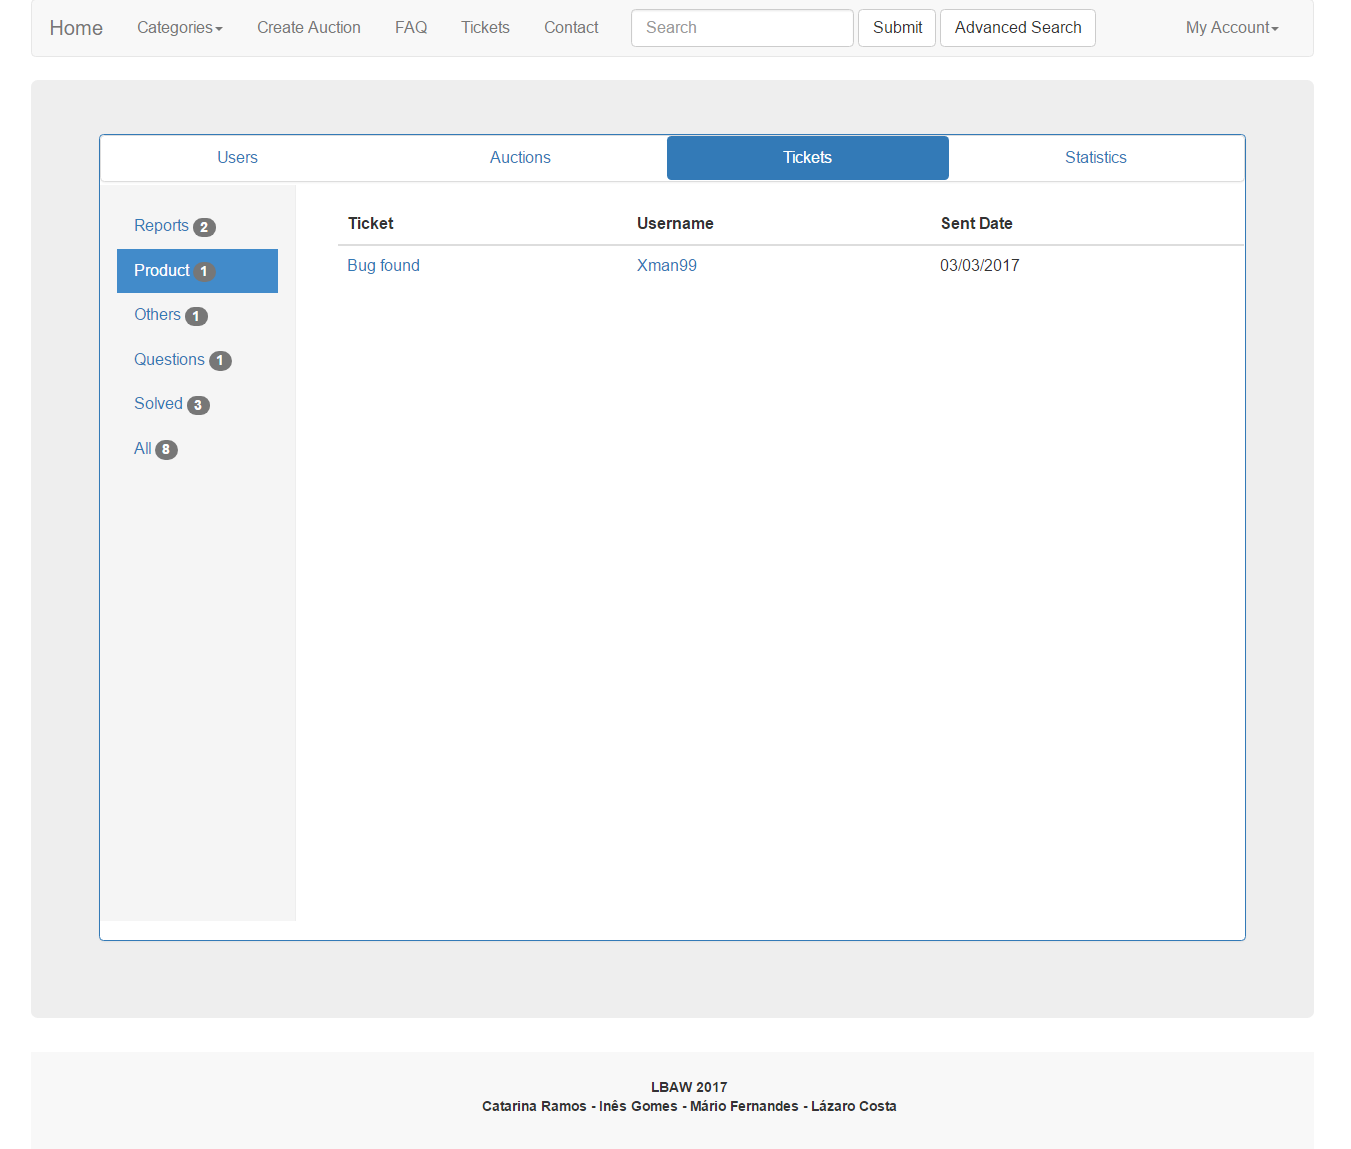 Home Categories Create Auction FAQ Tickets Contact Search Submit Advanced Search My Account
Users Auctions Tickets Statistics
Reports 2
Product 1
Others 1
Questions 1
Solved 3
All 8
Ticket Username Sent Date
Bug found Xman99 03/03/2017
LBAW 2017
Catarina Ramos - Inês Gomes - Mário Fernandes - Lázaro Costa